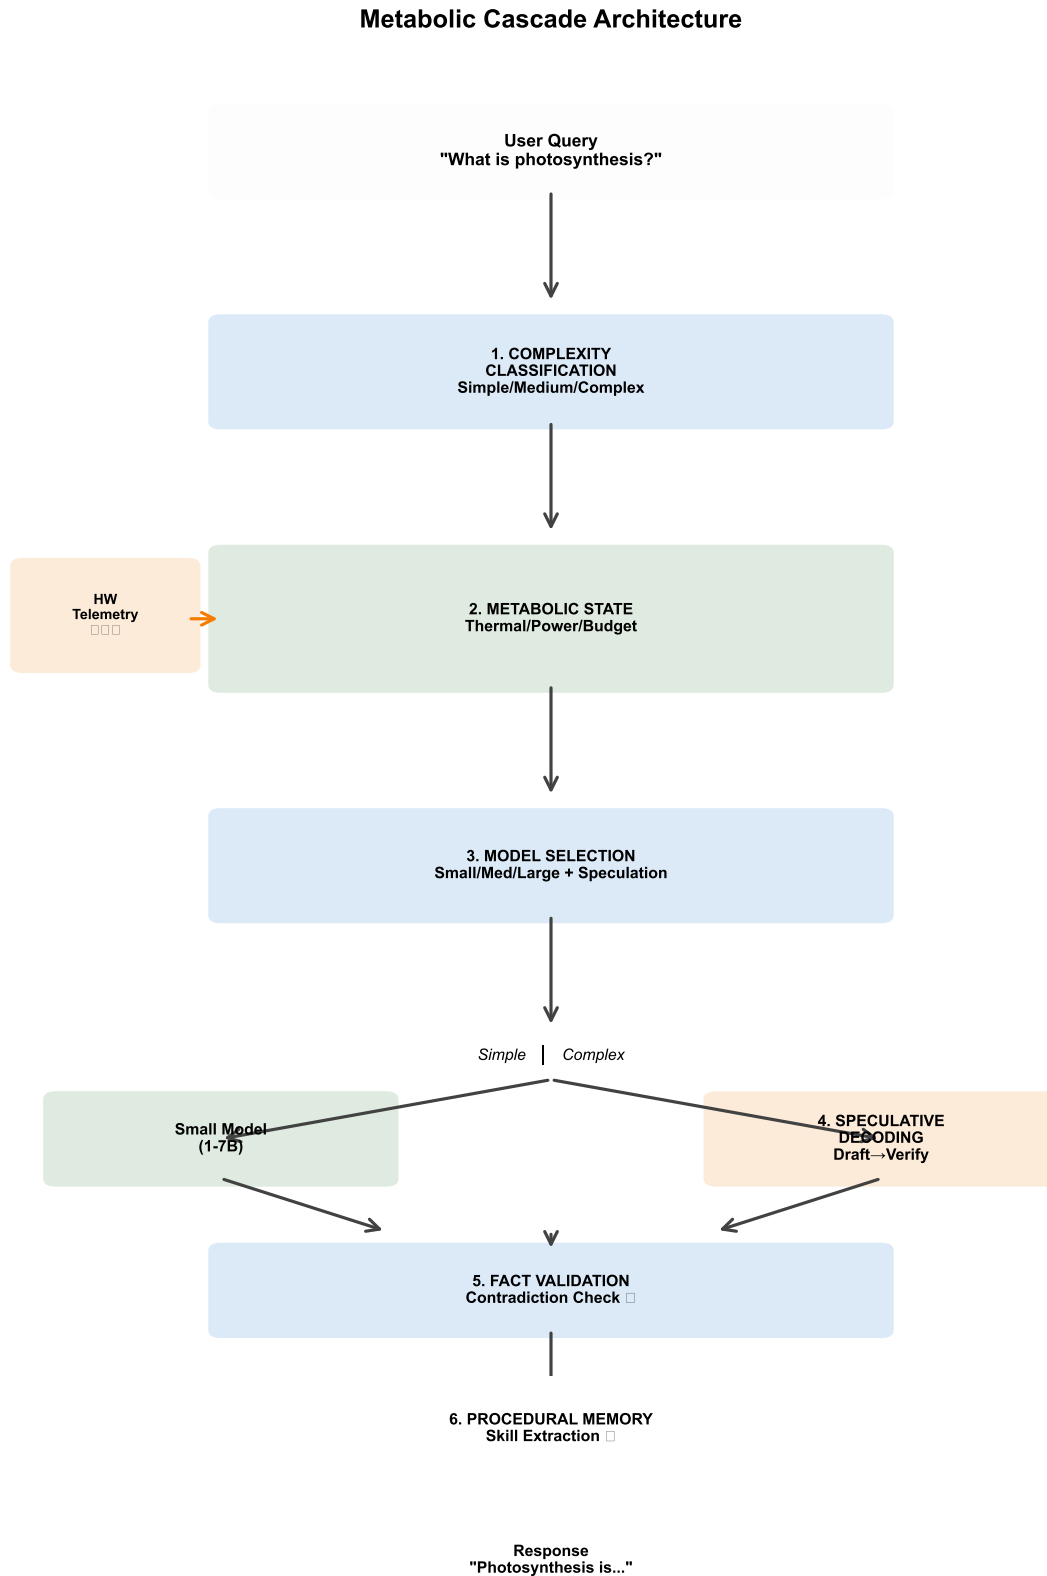 Metabolic Cascade Architecture
User Query
"What is photosynthesis?"
1. COMPLEXITY
CLASSIFICATION
Simple/Medium/Complex
HW
Telemetry
2. METABOLIC STATE
Thermal/Power/Budget
3. MODEL SELECTION
Small/Med/Large + Speculation
Simple | Complex
Small Model
(1-7B)
4. SPECULATIVE
DECODING
Draft→Verify
5. FACT VALIDATION
Contradiction Check
6. PROCEDURAL MEMORY
Skill Extraction
Response
"Photosynthesis is..."